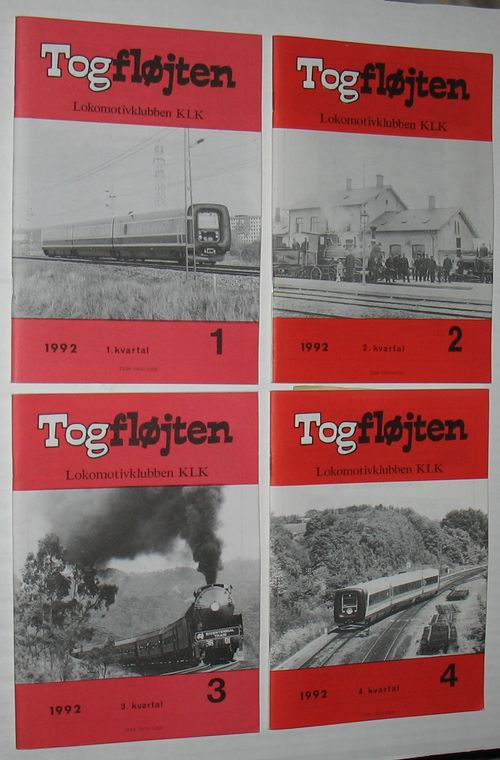 Togfløjten
Lokomotivklubben KLK
1992
1. kvartal
1
Togfløjten
Lokomotivklubben KLK
1992
2. kvartal
2
Togfløjten
Lokomotivklubben KLK
1992
3. kvartal
3
Togfløjten
Lokomotivklubben KLK
1992
4. kvartal
4